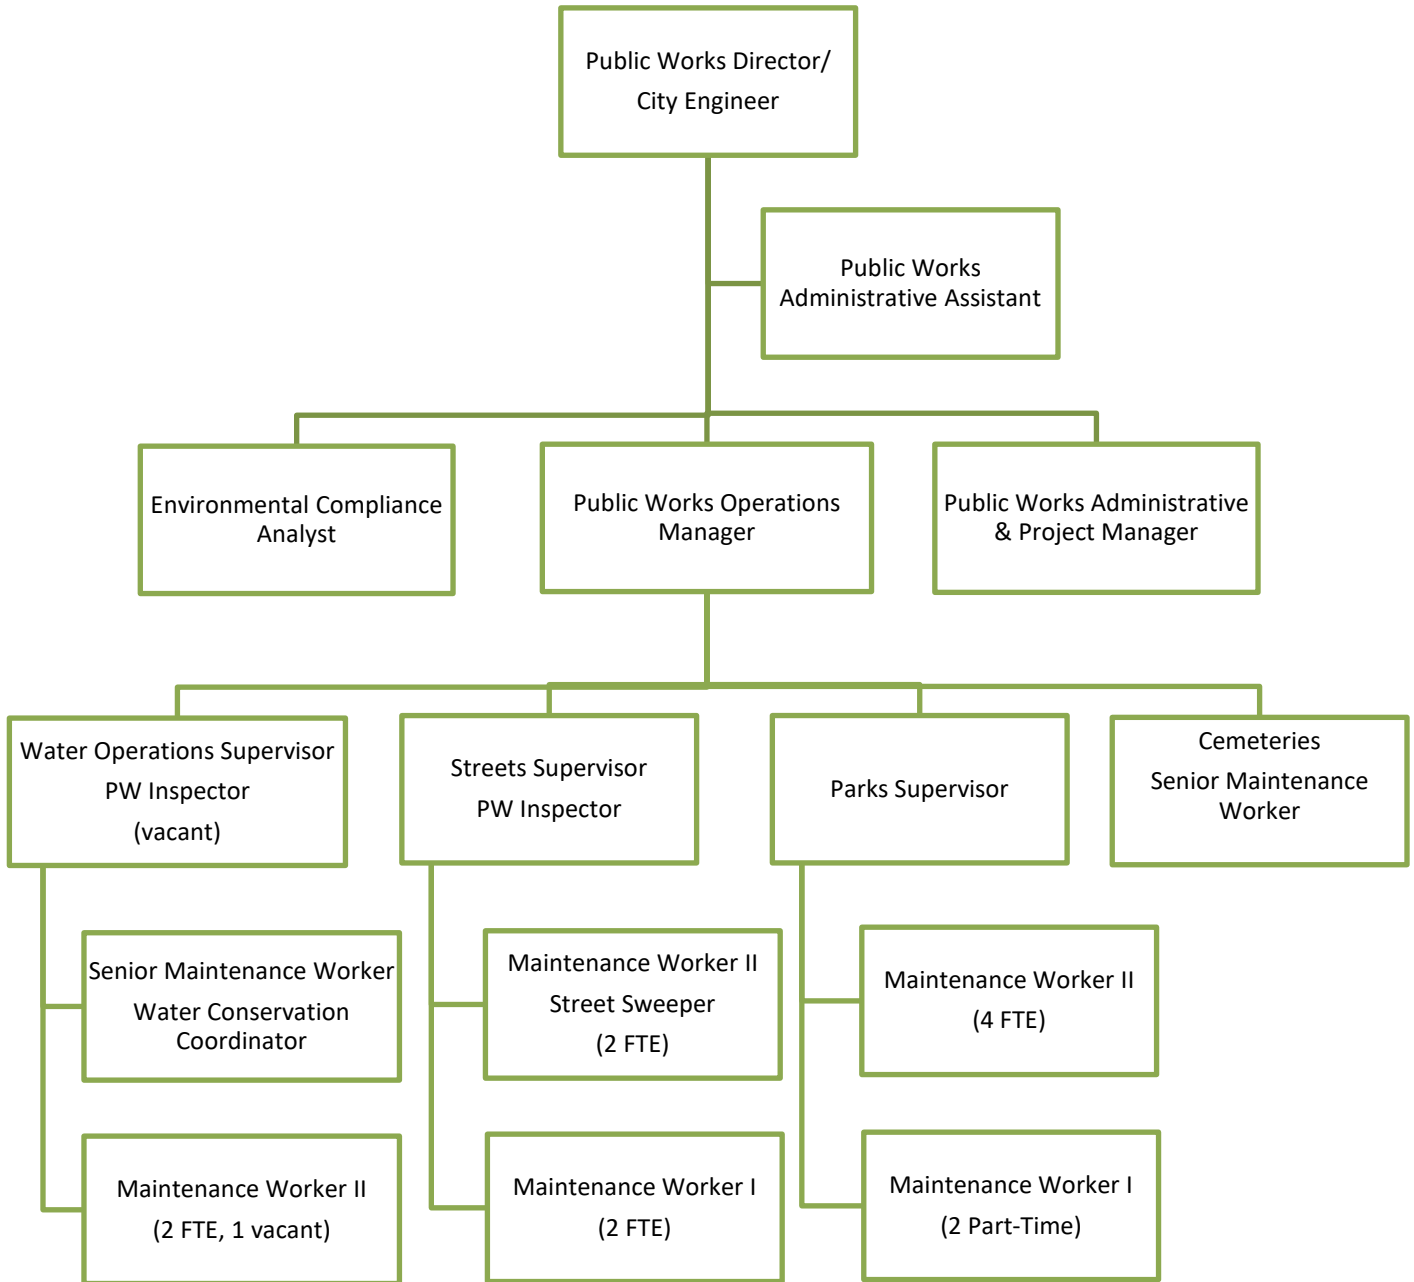 Public Works Director/
City Engineer
Public Works
Administrative Assistant
Environmental Compliance
Analyst
Public Works Operations
Manager
Public Works Administrative
& Project Manager
Water Operations Supervisor
PW Inspector
(vacant)
Streets Supervisor
PW Inspector
Parks Supervisor
Cemeteries
Senior Maintenance
Worker
Senior Maintenance Worker
Water Conservation
Coordinator
Maintenance Worker II
Street Sweeper
(2 FTE)
Maintenance Worker II
(4 FTE)
Maintenance Worker II
(2 FTE, 1 vacant)
Maintenance Worker I
(2 FTE)
Maintenance Worker I
(2 Part-Time)